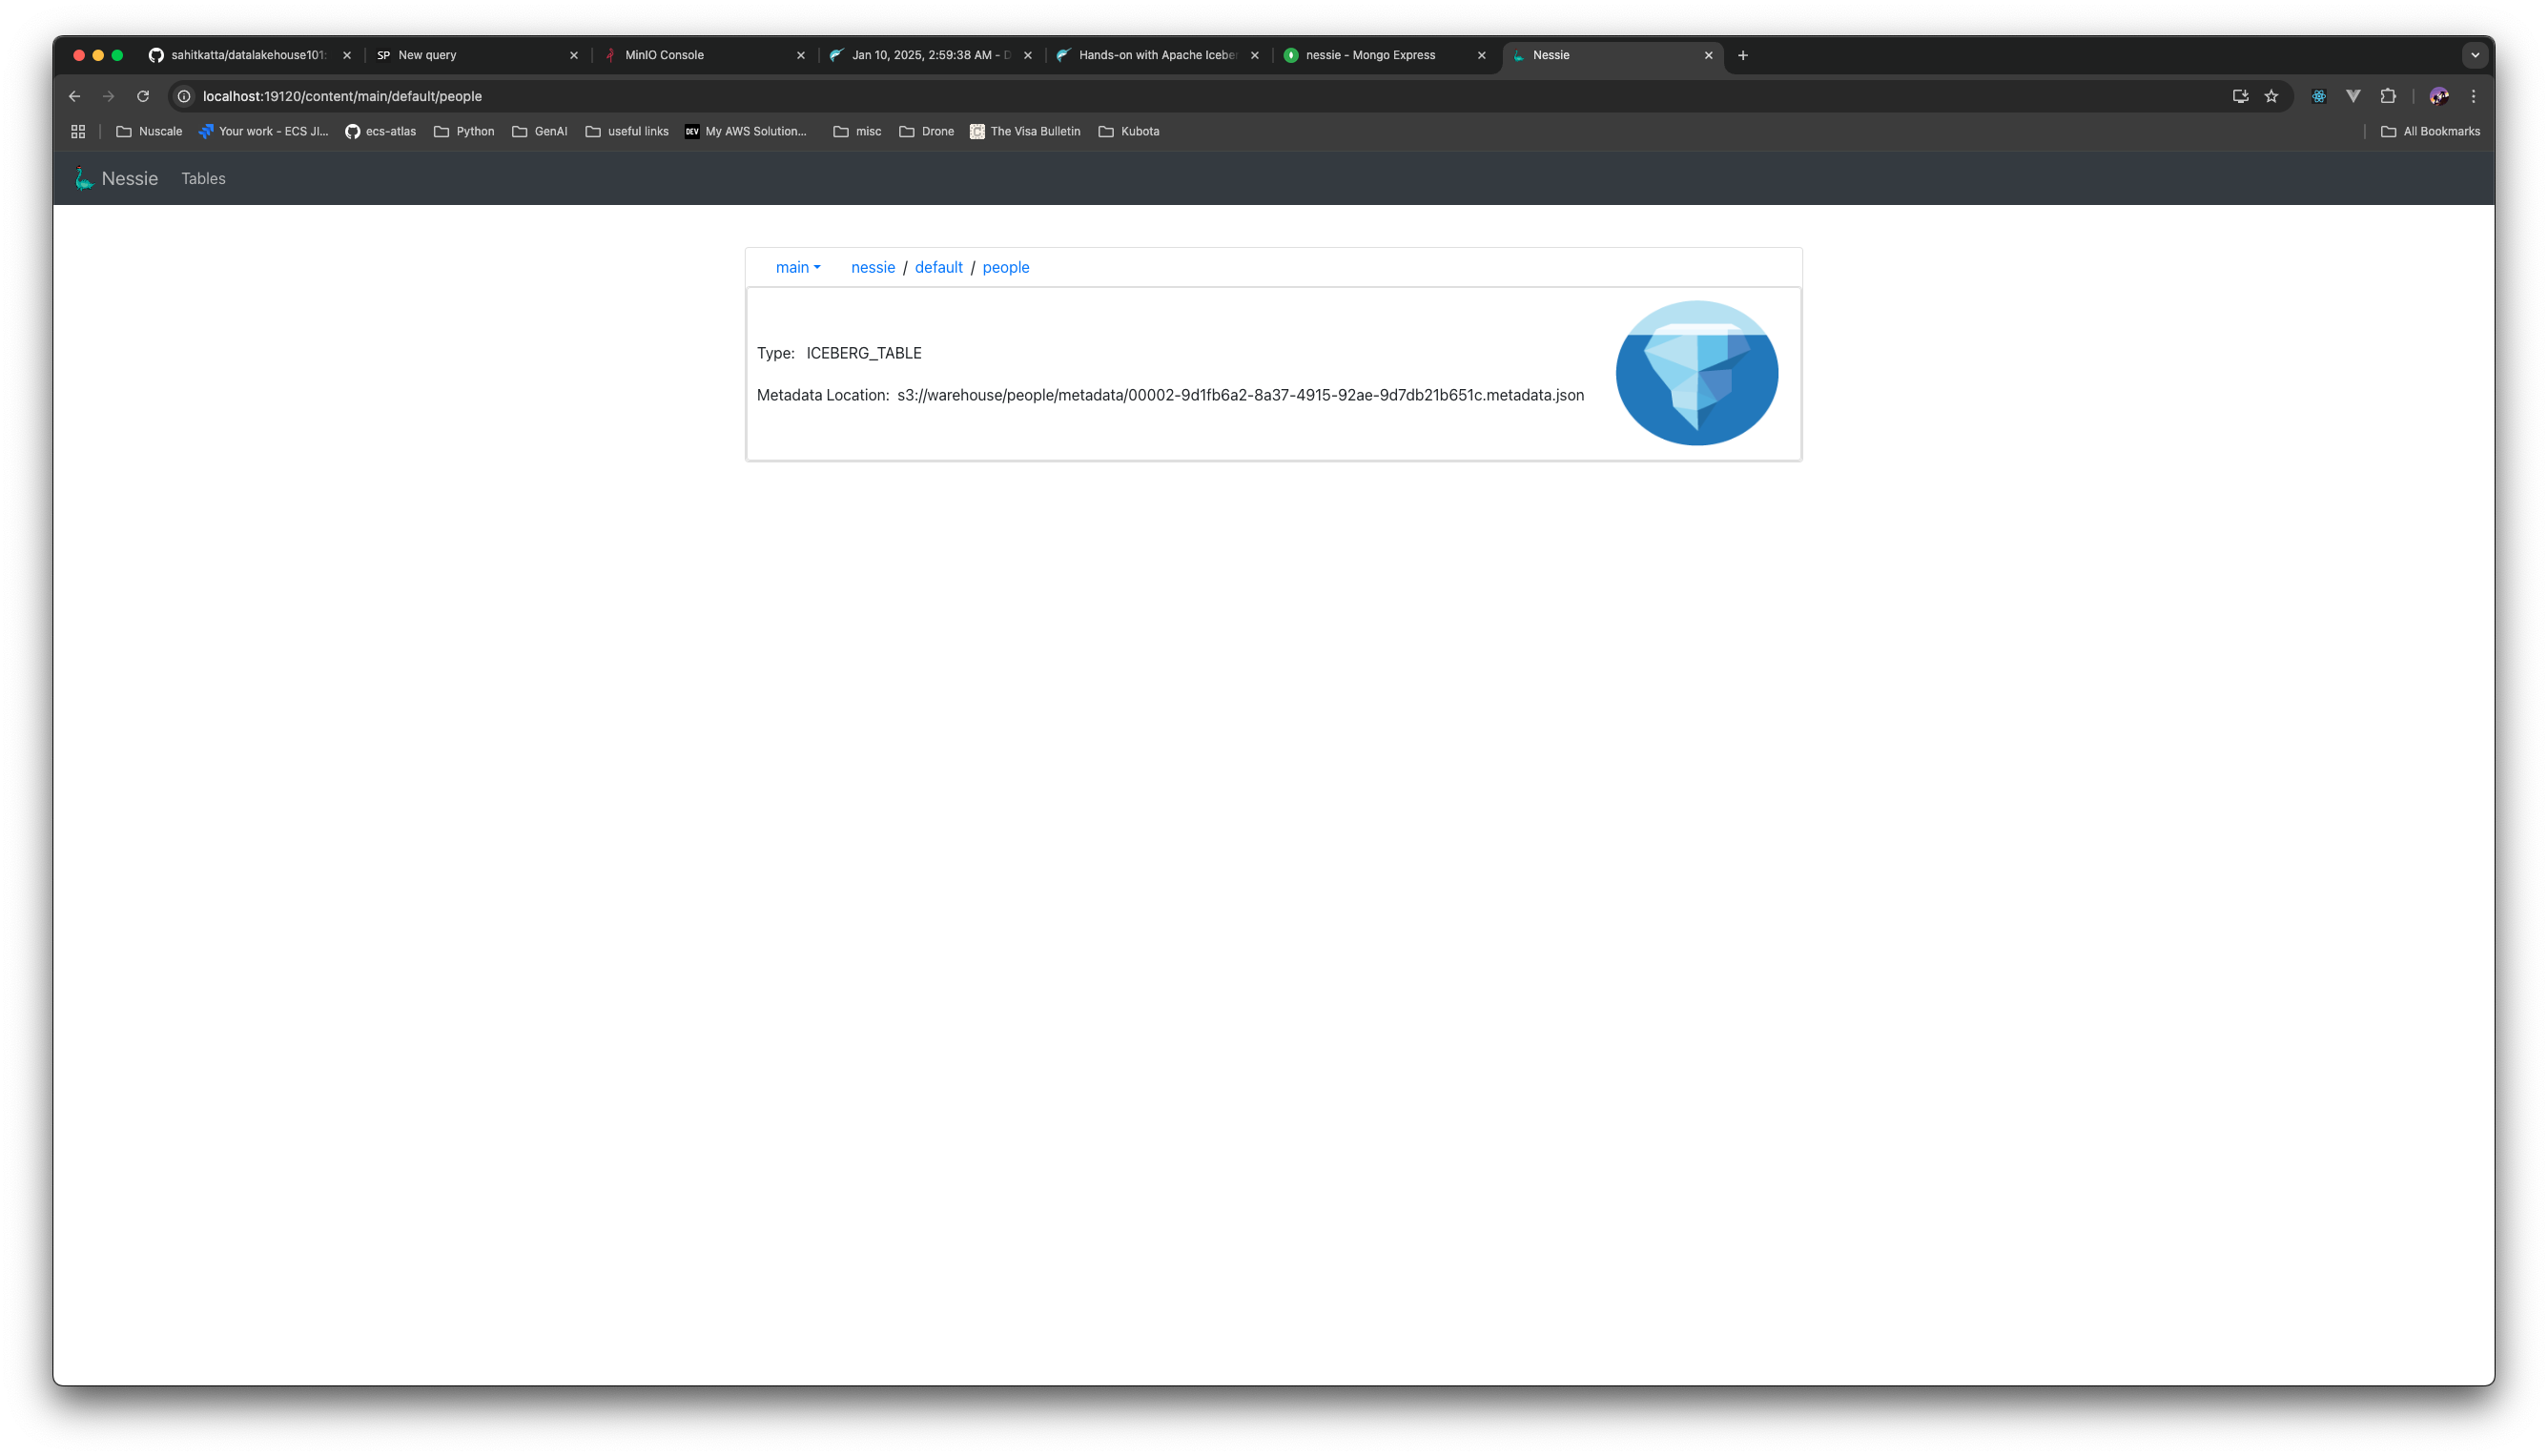 sahitkatta/datalakehouse101:
SP New query
MinIO Console
Jan 10, 2025, 2:59:38 AM - D
Hands-on with Apache Iceber
nessie - Mongo Express
Nessie
localhost:19120/content/main/default/people
Nuscale
Your work - ECS JI...
ecs-atlas
Python
GenAI
useful links
DEV My AWS Solution...
misc
Drone
The Visa Bulletin
Kubota
All Bookmarks
Nessie Tables
main nessie / default / people
Type: ICEBERG_TABLE
Metadata Location: s3://warehouse/people/metadata/00002-9d1fb6a2-8a37-4915-92ae-9d7db21b651c.metadata.json